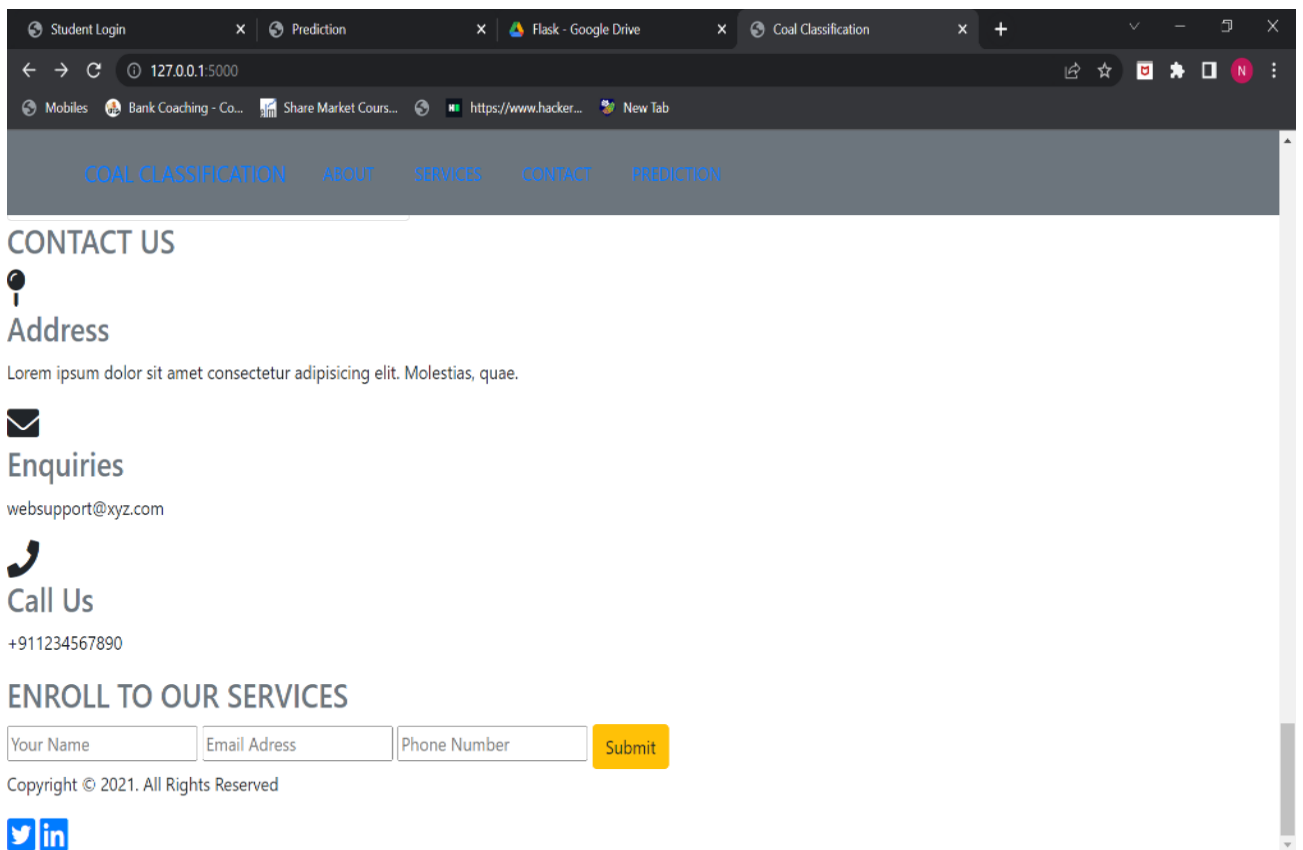 Student Login Prediction Flask - Google Drive Coal Classification
127.0.0.1:5000 N
Mobiles Bank Coaching - Co... Share Market Cours... https://www.hacker... New Tab
COAL CLASSIFICATION ABOUT SERVICES CONTACT PREDICTION
CONTACT US
Address
Lorem ipsum dolor sit amet consectetur adipisicing elit. Molestias, quae.
Enquiries
websupport@xyz.com
Call Us
+911234567890
ENROLL TO OUR SERVICES
Your Name Email Adress Phone Number Submit
Copyright © 2021. All Rights Reserved
in